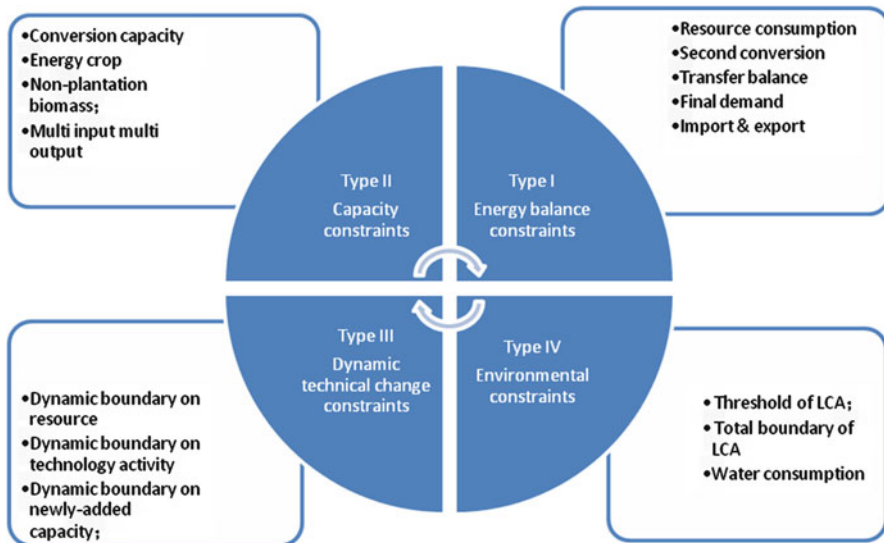 •Conversion capacity
•Energy crop
•Non-plantation
biomass；
•Multi input multi
output
•Resource consumption
•Second conversion
•Transfer balance
•Final demand
•Import & export
Type II
Capacity
constraints
Type I
Energy balance
constraints
Type III
Dynamic
technical change
constraints
Type IV
Environmental
constraints
•Dynamic boundary on
resource
•Dynamic boundary on
technology activity
•Dynamic boundary on
newly-added
capacity；
•Threshold of LCA；
•Total boundary of
LCA
•Water consumption